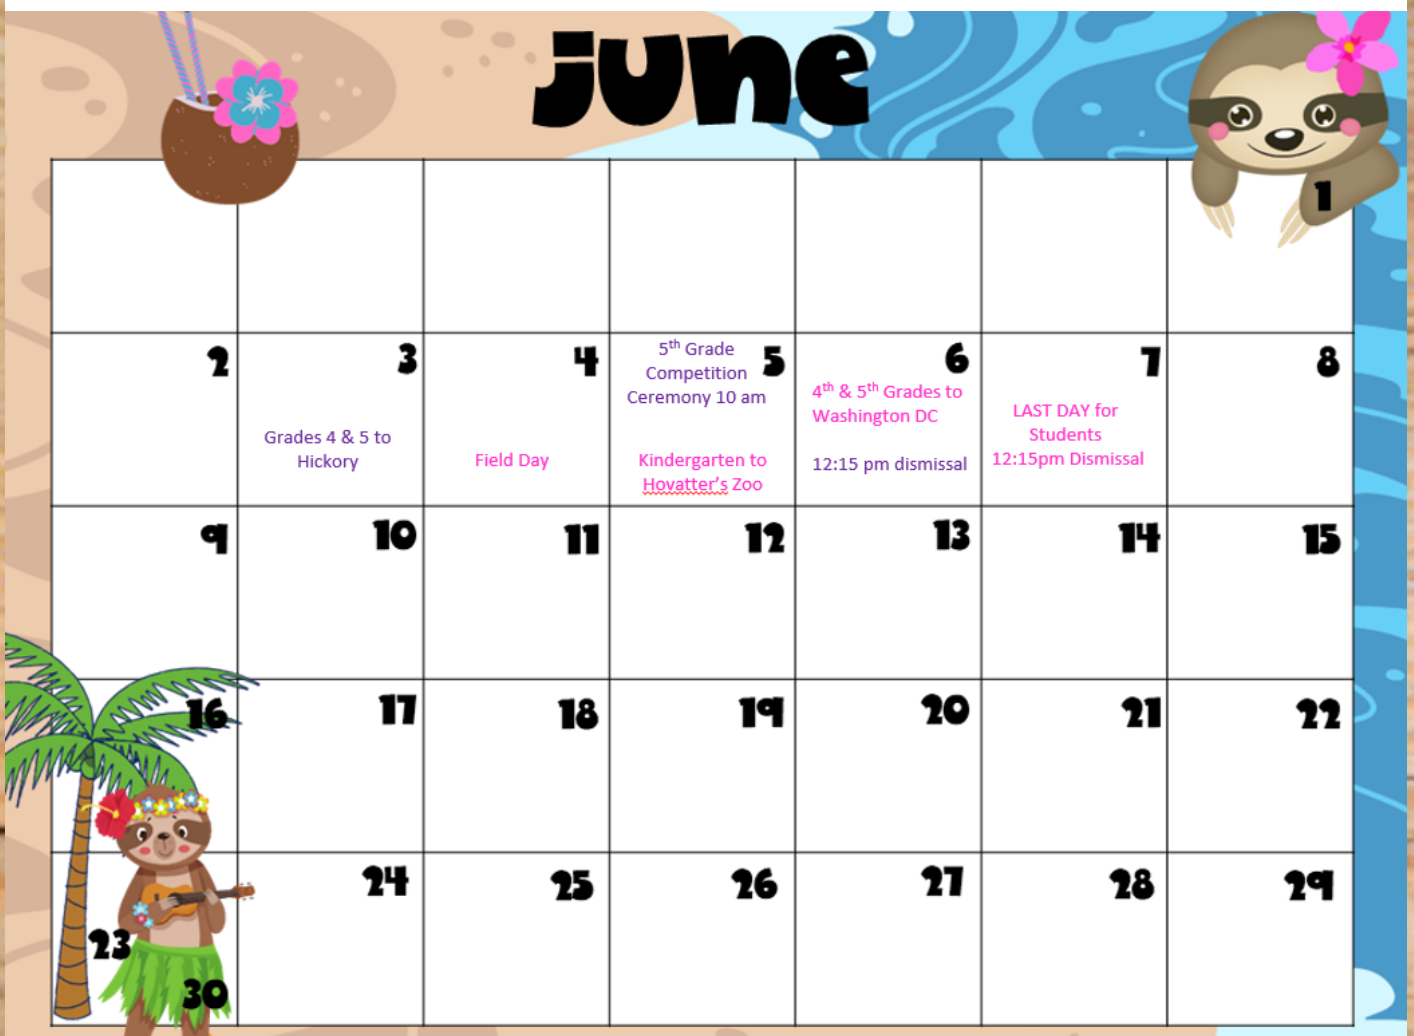 june
1
2
3
4
5th Grade
Competition
Ceremony 10 am
5
6
7
8
Grades 4 & 5 to
Hickory
Field Day
Kindergarten to
Hovatter's Zoo
4th & 5th Grades to
Washington DC
12:15 pm dismissal
LAST DAY for
Students
12:15pm Dismissal
9
10
11
12
13
14
15
16
17
18
19
20
21
22
23
30
24
25
26
27
28
29